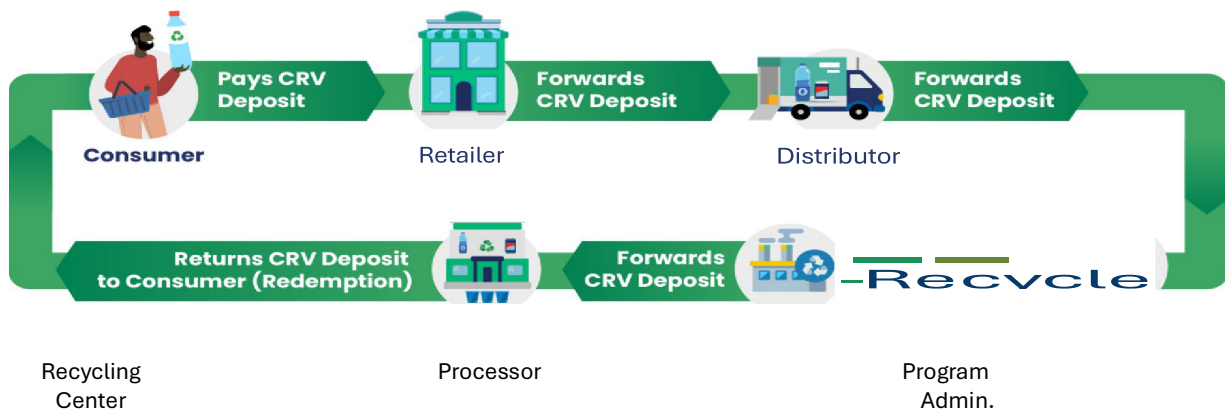 Pays CRV
Deposit
Forwards
CRV Deposit
Forwards
CRV Deposit
Consumer
Retailer
Distributor
Returns CRV Deposit
to Consumer (Redemption)
Forwards
CRV Deposit
Recycle
Recycling
Center
Processor
Program
Admin.